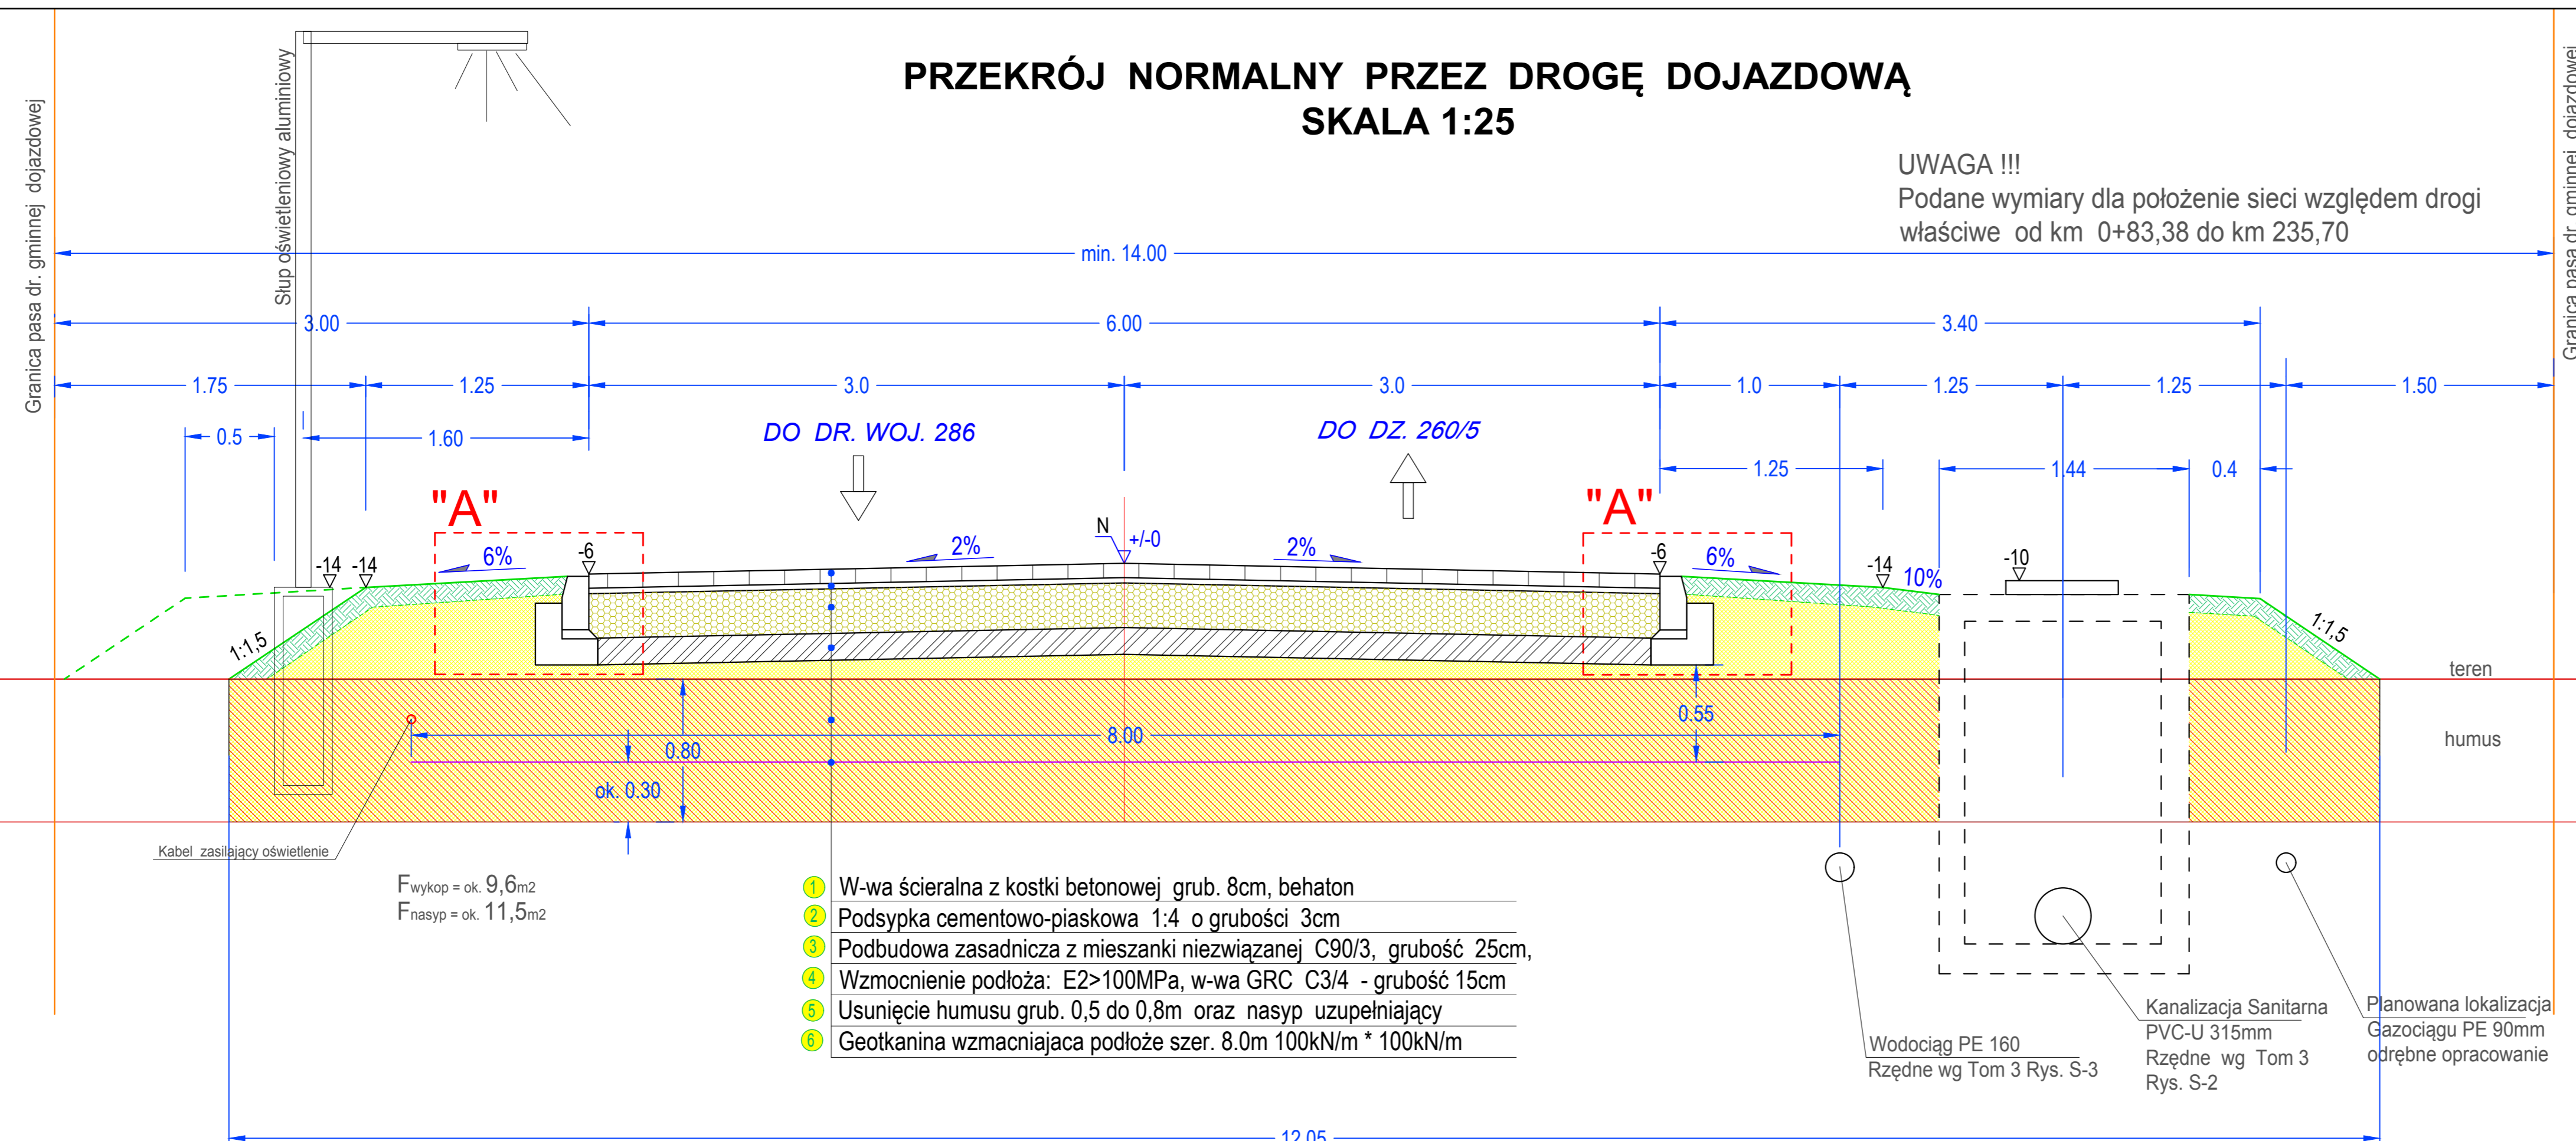 PRZEKRÓJ NORMALNY PRZEZ DROGĘ DOJAZDOWĄ
SKALA 1:25
UWAGA !!!
Podane wymiary dla położenie sieci względem drogi
właściwe od km 0+83,38 do km 235,70
Granica pasa dr. gminnej dojazdowej
Słup oświetleniowy aluminiowy
Granica pasa dr. gminnej dojazdowej
min. 14.00
3.00
6.00
3.40
1.75
1.25
3.0
3.0
1.0
1.25
1.25
1.50
0.5
1.60
DO DR. WOJ. 286
DO DZ. 260/5
1.25
1.44
0.4
"A"
"A"
-14
-14
6%
-6
2%
N
+/-0
2%
-6
6%
-14
10%
-10
1:1,5
1:1,5
teren
humus
0.55
8.00
0.80
ok. 0.30
Kabel zasilający oświetlenie
Fwykop = ok. 9,6m2
Fnasyp = ok. 11,5m2
1 W-wa ścieralna z kostki betonowej grub. 8cm, behaton
2 Podsypka cementowo-piaskowa 1:4 o grubości 3cm
3 Podbudowa zasadnicza z mieszanki niezwiązanej C90/3, grubość 25cm,
4 Wzmocnienie podłoża: E2>100MPa, w-wa GRC C3/4 - grubość 15cm
5 Usunięcie humusu grub. 0,5 do 0,8m oraz nasyp uzupełniający
6 Geotkanina wzmacniajaca podłoże szer. 8.0m 100kN/m * 100kN/m
Wodociąg PE 160
Rzędne wg Tom 3 Rys. S-3
Kanalizacja Sanitarna
PVC-U 315mm
Rzędne wg Tom 3
Rys. S-2
Planowana lokalizacja
Gazociągu PE 90mm
odrębne opracowanie
12.05